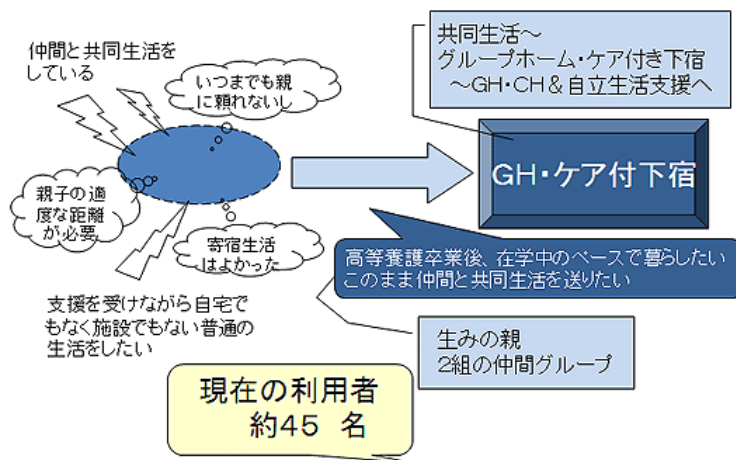 仲間と共同生活を
している
いつまでも親
に頼れないし
親子の適
度な距離
が必要
寄宿生活
はよかった
支援を受けながら自宅で
もなく施設でもない普通の
生活をしたい
共同生活～
グループホーム・ケア付き下宿
～GH・CH＆自立生活支援へ
GH・ケア付下宿
高等養護卒業後、在学中のペースで暮らしたい
このまま仲間と共同生活を送りたい
生みの親
2組の仲間グループ
現在の利用者
約45 名